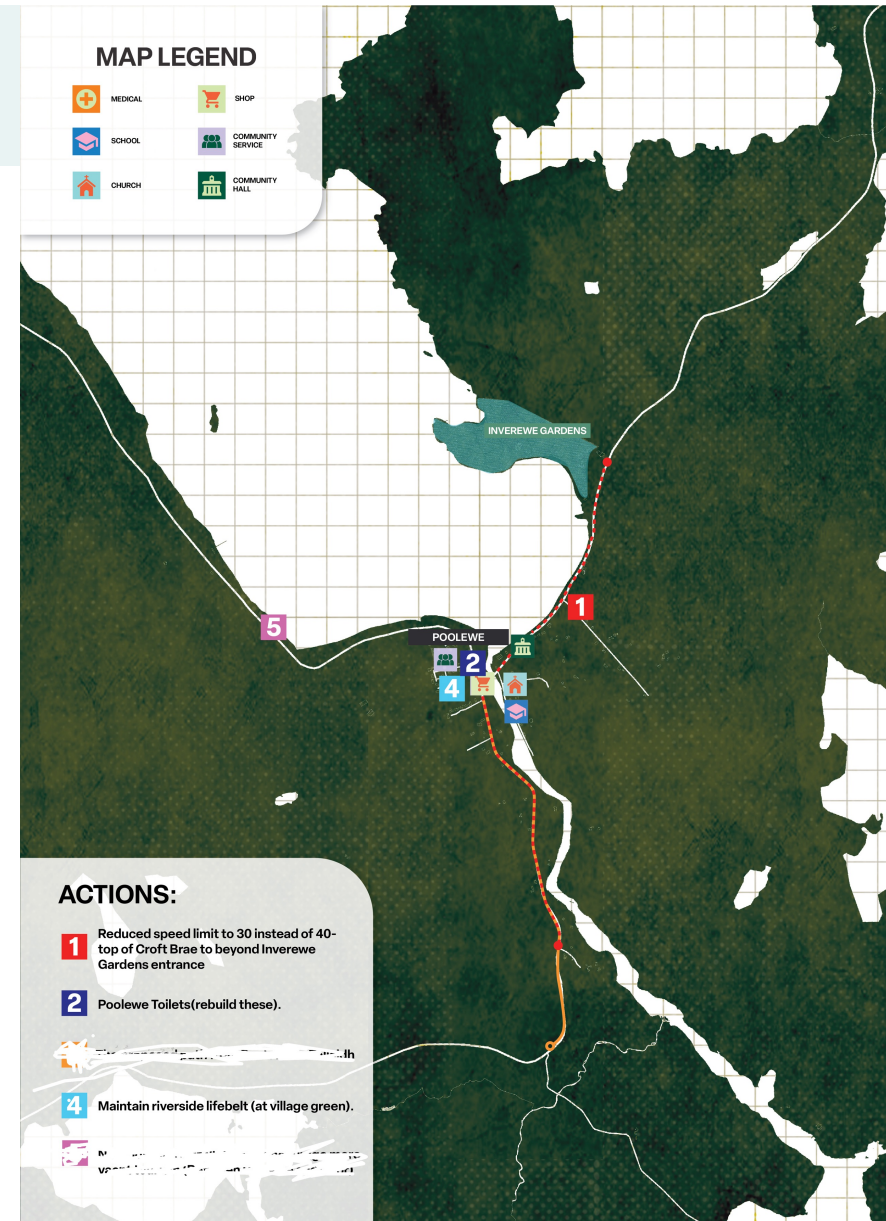 MAP LEGEND
MEDICAL
SHOP
SCHOOL
COMMUNITY
SERVICE
CHURCH
COMMUNITY
HALL
INVEREWE GARDENS
1
5
POOLEWE
2
4
ACTIONS:
1
Reduced speed limit to 30 instead of 40-
top of Croft Brae to beyond Inverewe
Gardens entrance
2
Poolewe Toilets(rebuild these).
4
Maintain riverside lifebelt (at village green).